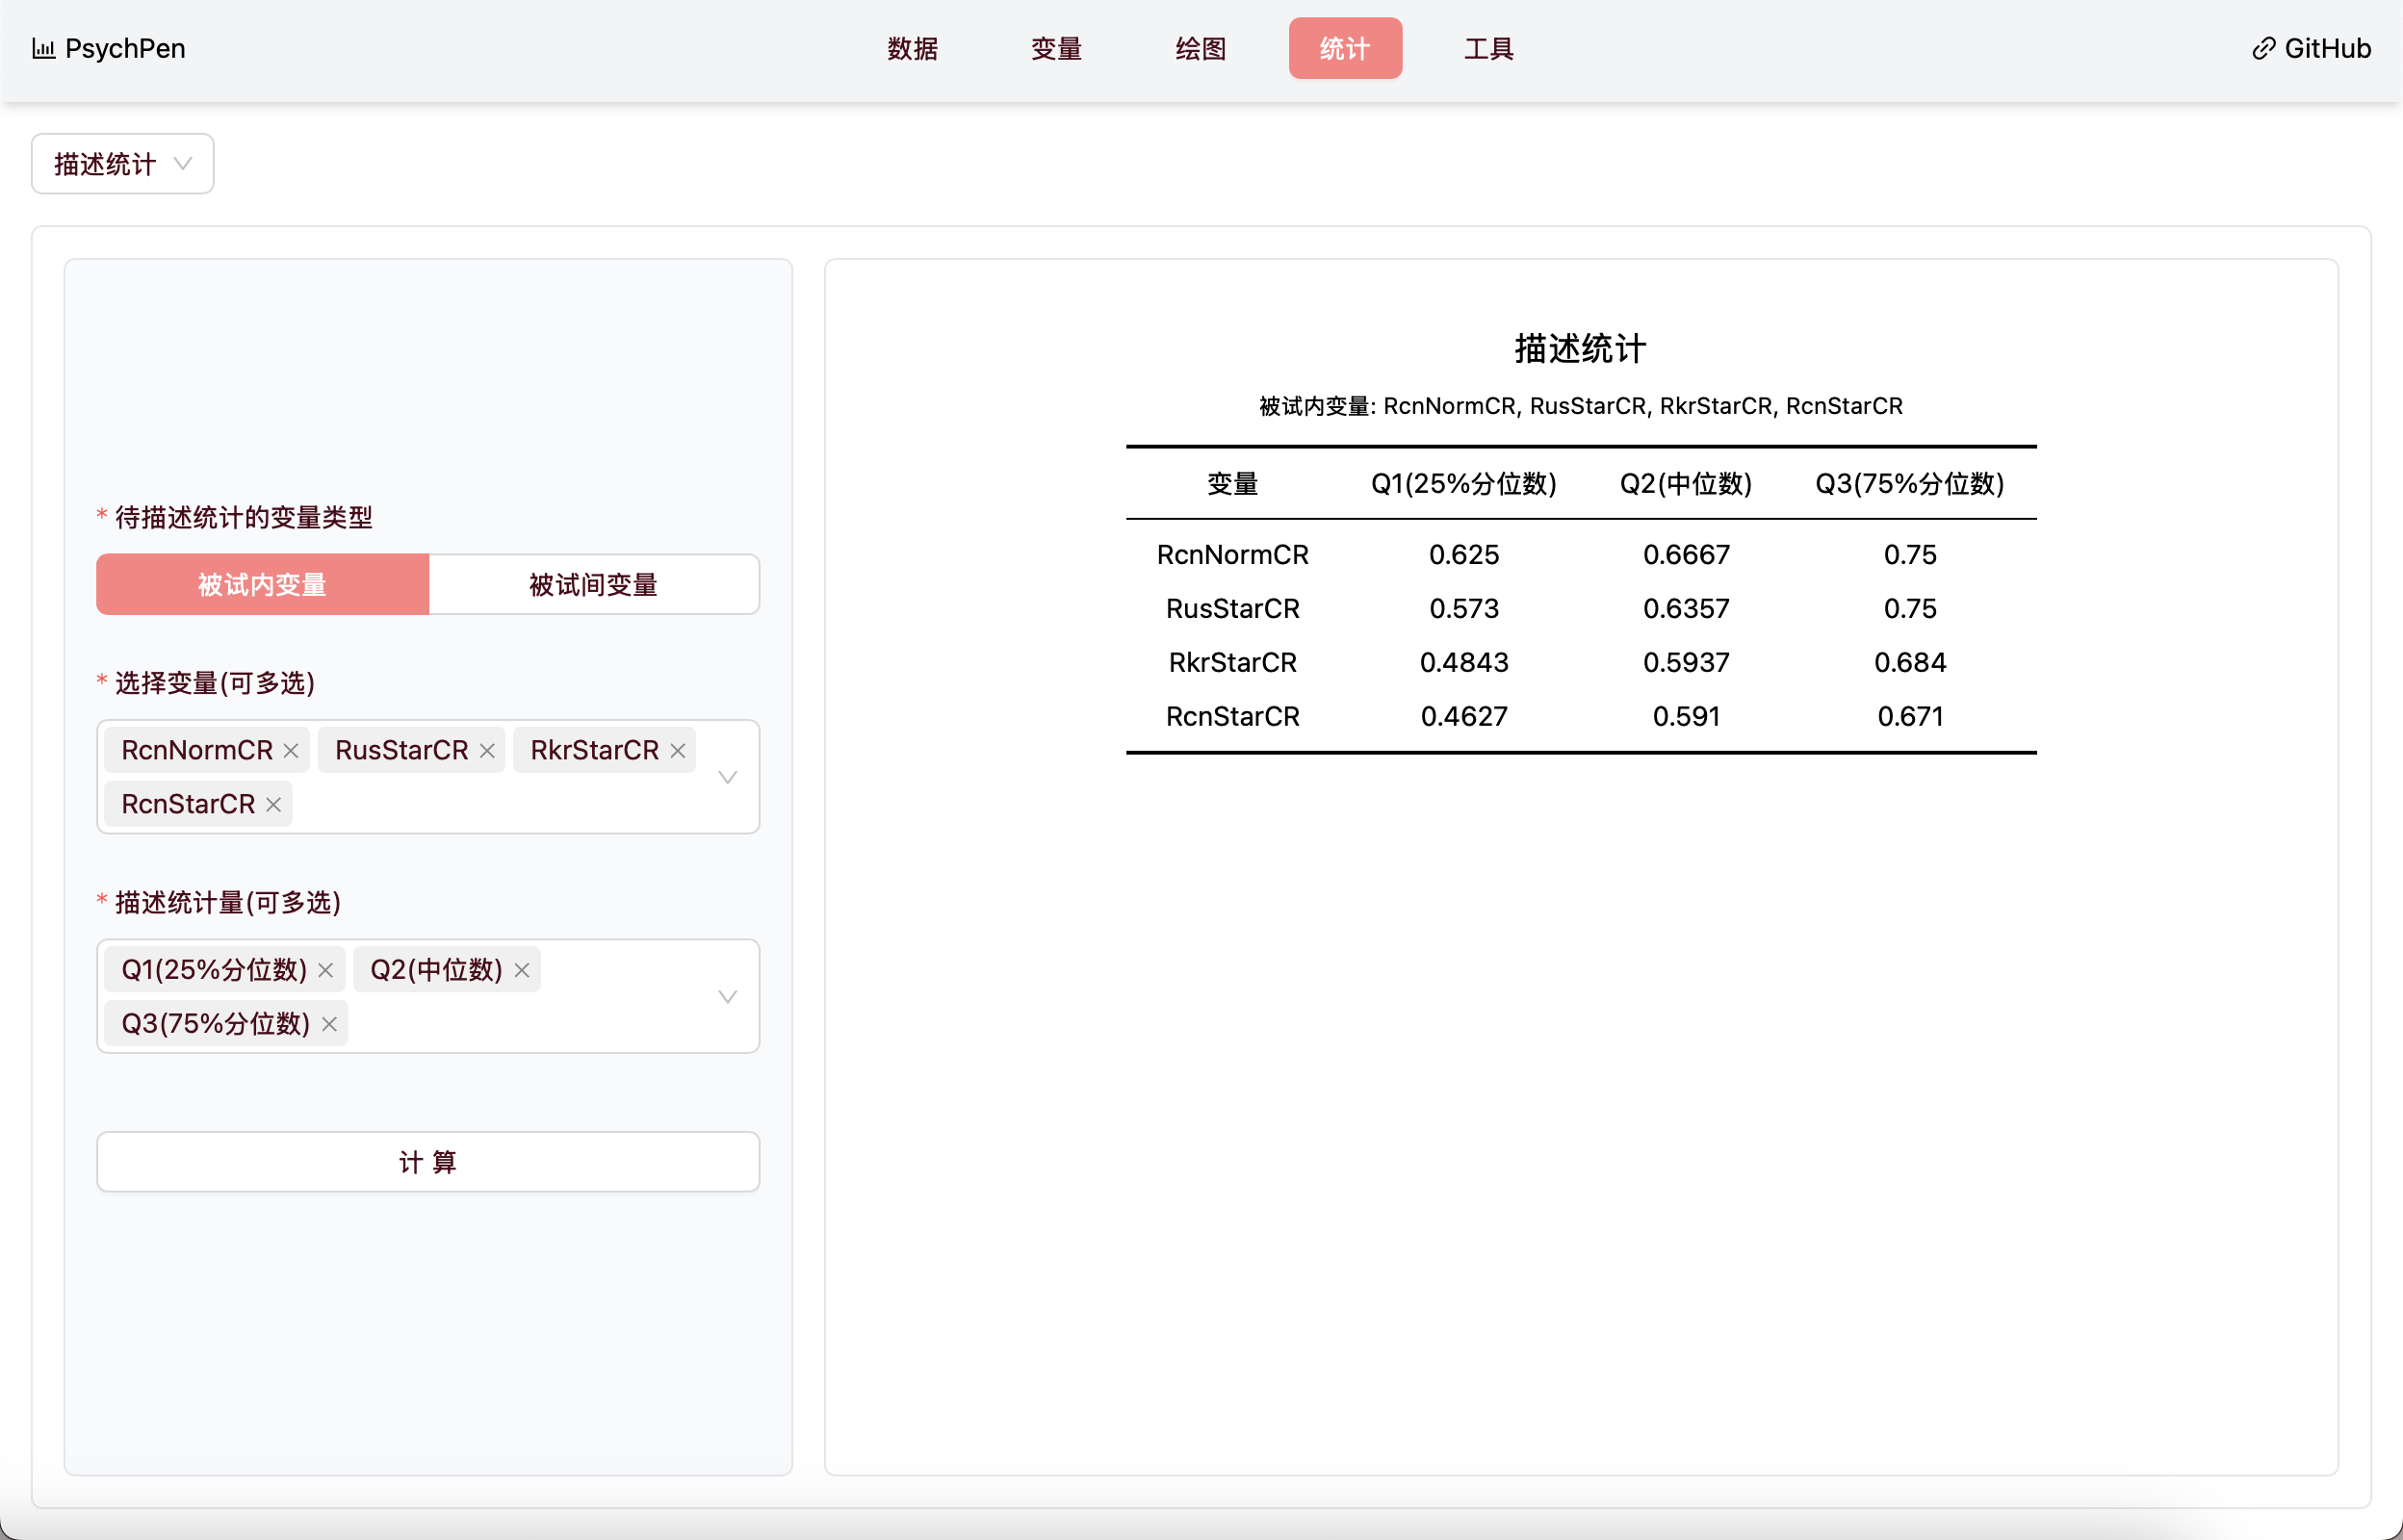 PsychPen 数据 变量 绘图 统计 工具 GitHub
描述统计
* 待描述统计的变量类型
被试内变量 被试间变量
* 选择变量(可多选)
RcnNormCR RusStarCR RkrStarCR
RcnStarCR
* 描述统计量(可多选)
Q1(25%分位数) Q2(中位数)
Q3(75%分位数)
计 算
描述统计
被试内变量: RcnNormCR, RusStarCR, RkrStarCR, RcnStarCR
变量 Q1(25%分位数) Q2(中位数) Q3(75%分位数)
RcnNormCR 0.625 0.6667 0.75
RusStarCR 0.573 0.6357 0.75
RkrStarCR 0.4843 0.5937 0.684
RcnStarCR 0.4627 0.591 0.671